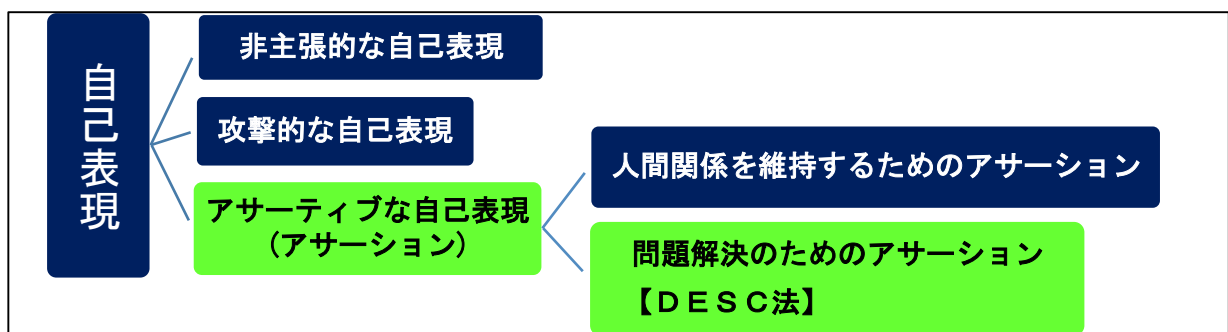 自己表現
非主張的な自己表現
攻撃的な自己表現
アサーティブな自己表現
(アサーション)
人間関係を維持するためのアサーション
問題解決のためのアサーション
【ＤＥＳＣ法】